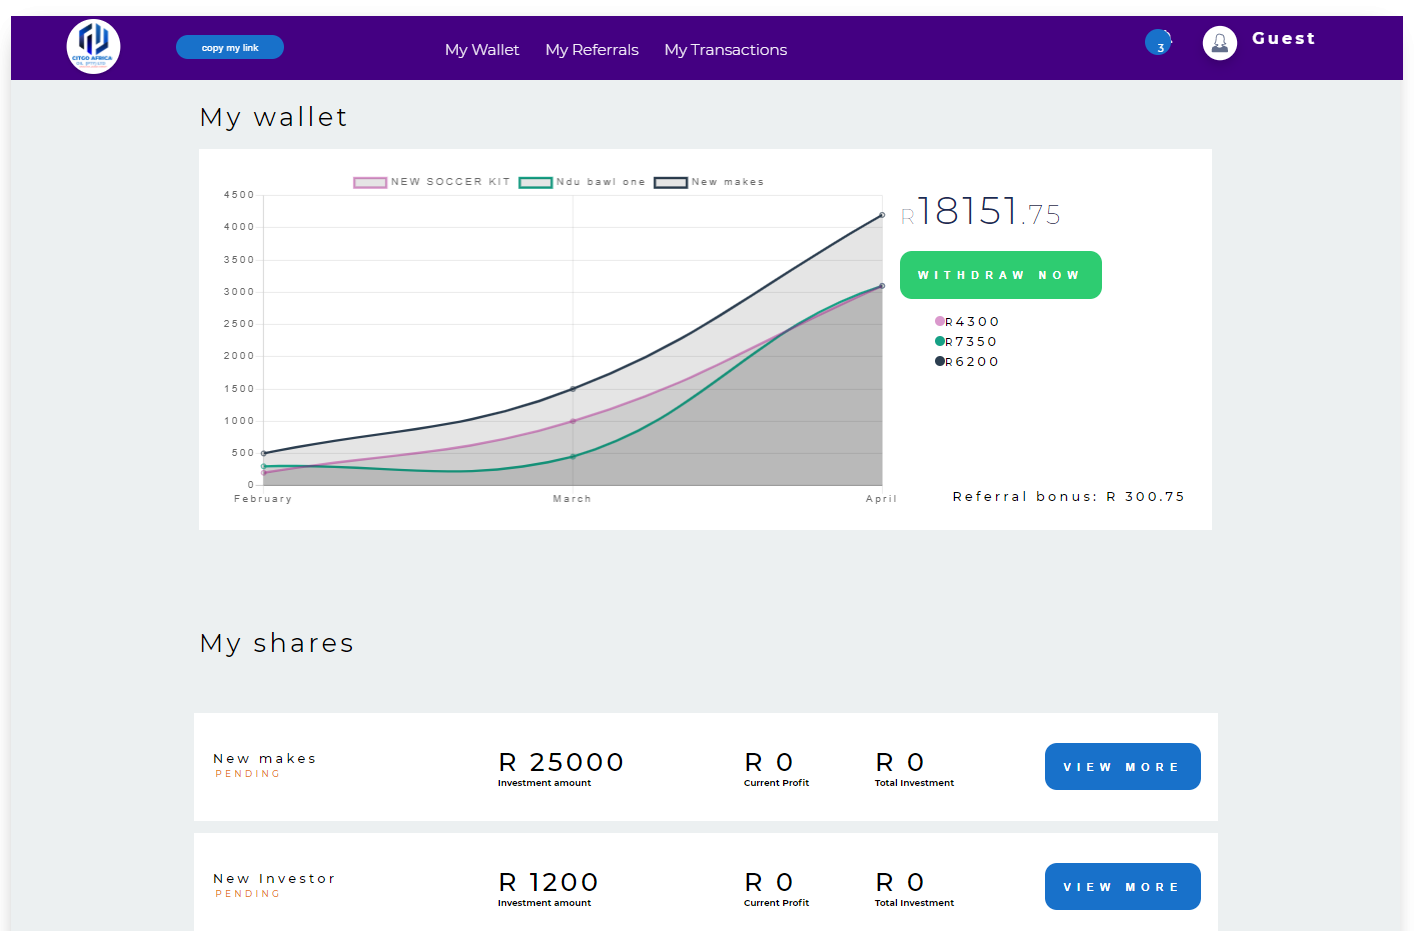 CITGO AFRICA
copy my link
My Wallet My Referrals My Transactions
3
Guest
My wallet
NEW SOCCER KIT Ndu bawl one New makes
4500
4000
3500
3000
2500
2000
1500
1000
500
0
February March April
R18151.75
WITHDRAW NOW
R4300
R7350
R6200
Referral bonus: R 300.75
My shares
New makes
PENDING
R 25000
Investment amount
R 0
Current Profit
R 0
Total Investment
VIEW MORE
New Investor
PENDING
R 1200
Investment amount
R 0
Current Profit
R 0
Total Investment
VIEW MORE